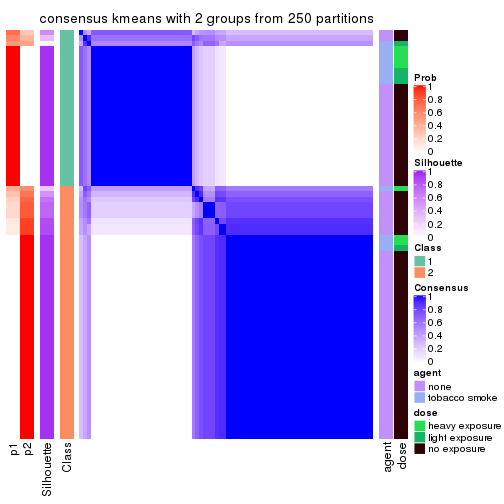 consensus kmeans with 2 groups from 250 partitions
Prob
1
0.8
0.6
0.4
0.2
0
Silhouette
1
0.8
0.6
0.4
0.2
0
Class
1
2
Consensus
1
0.8
0.6
0.4
0.2
0
agent
none
tobacco smoke
dose
heavy exposure
light exposure
no exposure
p1
p2
Silhouette
Class
agent
dose